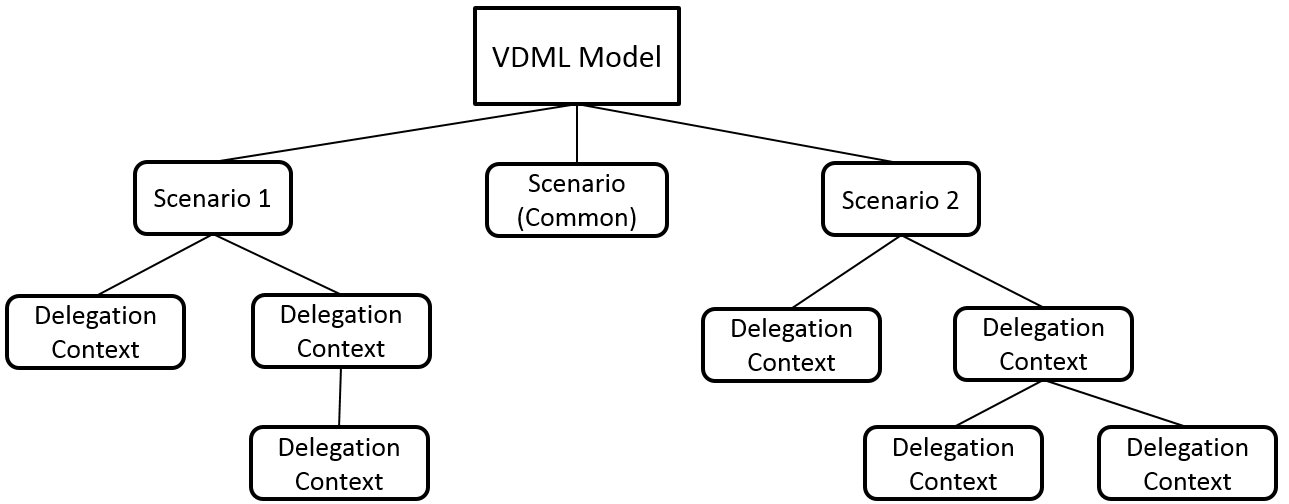 VDML Model
Scenario 1
Scenario
(Common)
Scenario 2
Delegation
Context
Delegation
Context
Delegation
Context
Delegation
Context
Delegation
Context
Delegation
Context
Delegation
Context